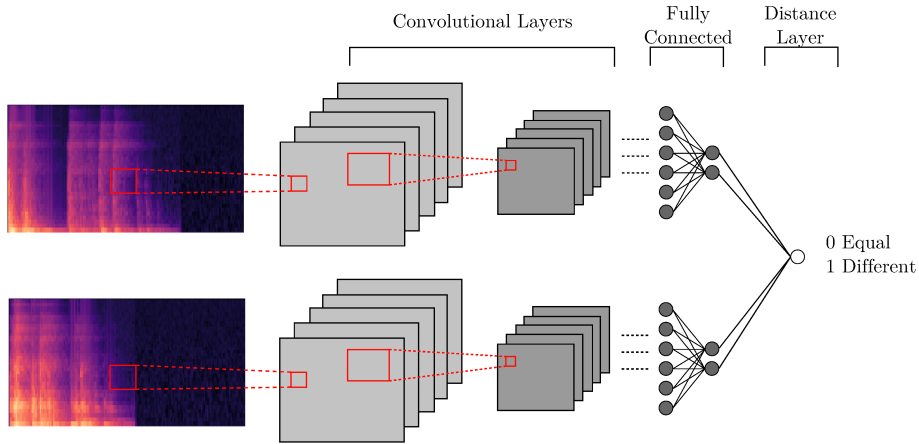 Convolutional Layers
Fully
Connected
Distance
Layer
0 Equal
1 Different